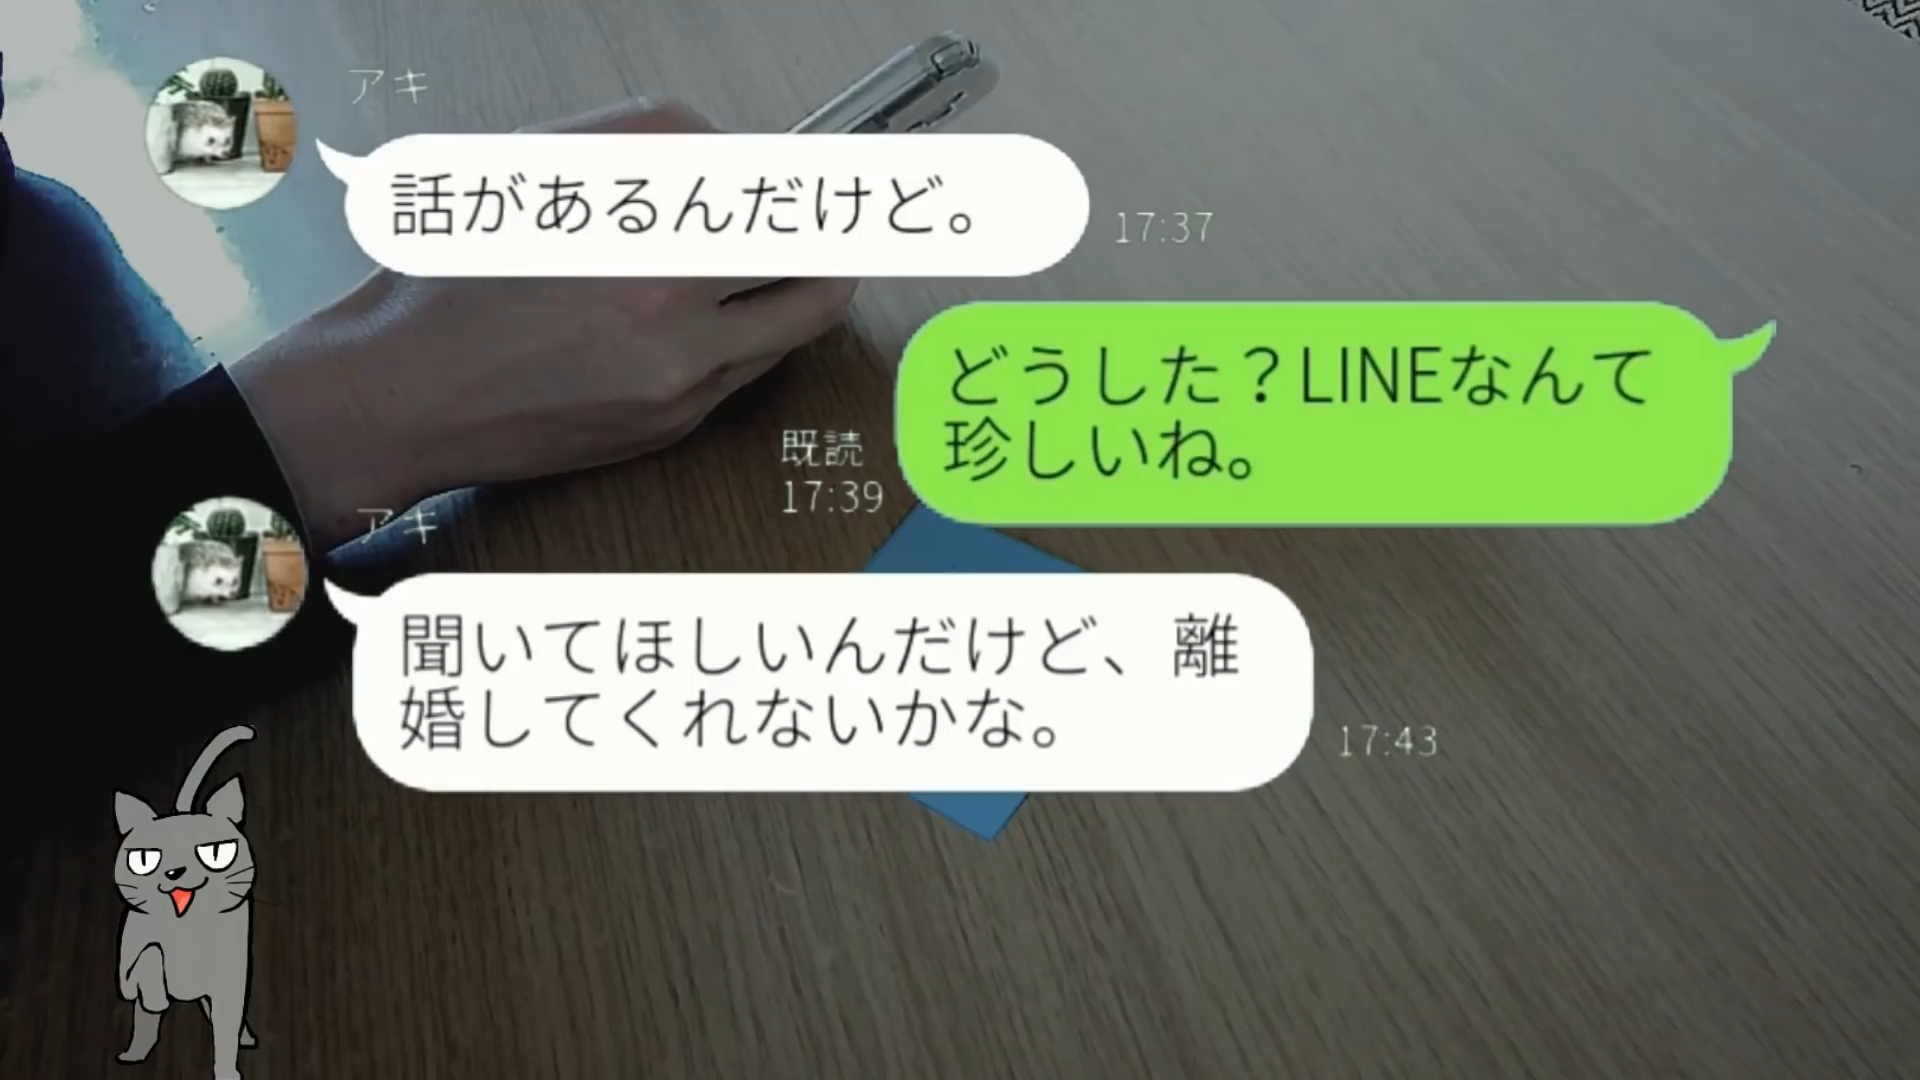 アキ
話があるんだけど。
17:37
どうした？LINEなんて
珍しいね。
既読
17:39
アキ
聞いてほしいんだけど、離
婚してくれないかな。
17:43